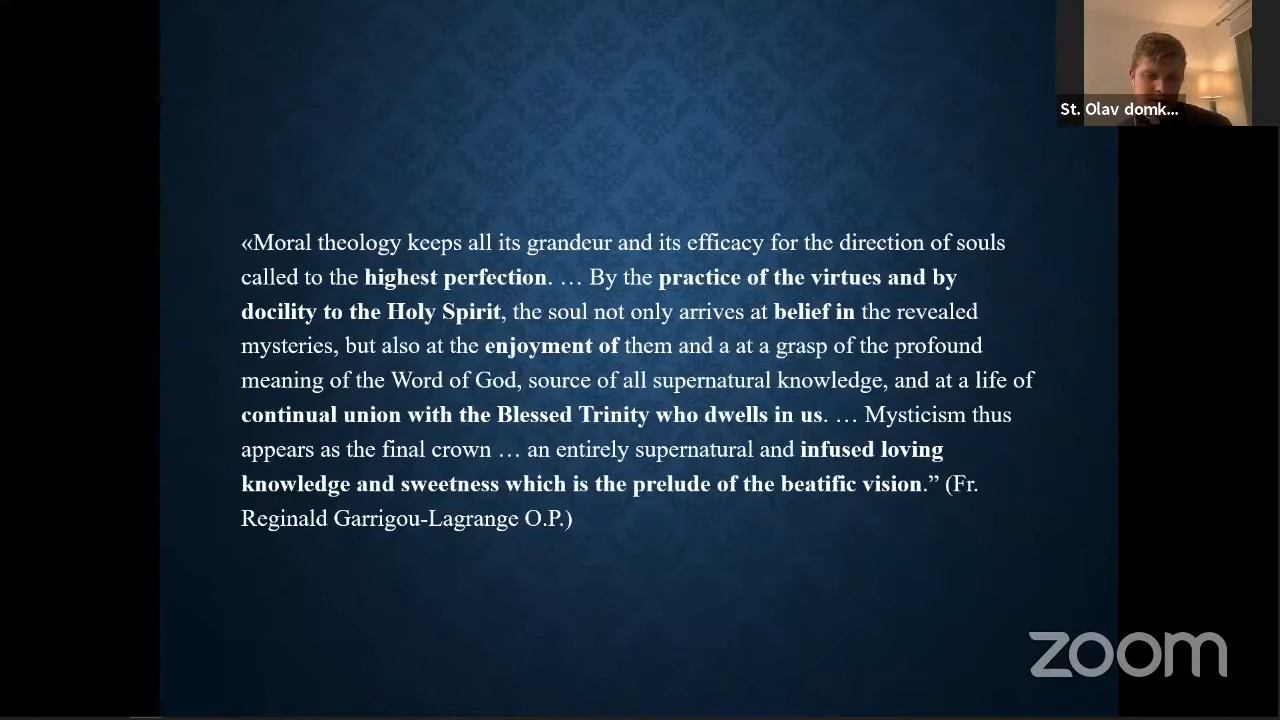 St. Olav domk...
«Moral theology keeps all its grandeur and its efficacy for the direction of souls
called to the highest perfection. … By the practice of the virtues and by
docility to the Holy Spirit, the soul not only arrives at belief in the revealed
mysteries, but also at the enjoyment of them and a at a grasp of the profound
meaning of the Word of God, source of all supernatural knowledge, and at a life of
continual union with the Blessed Trinity who dwells in us. … Mysticism thus
appears as the final crown … an entirely supernatural and infused loving
knowledge and sweetness which is the prelude of the beatific vision.” (Fr.
Reginald Garrigou-Lagrange O.P.)
zoom